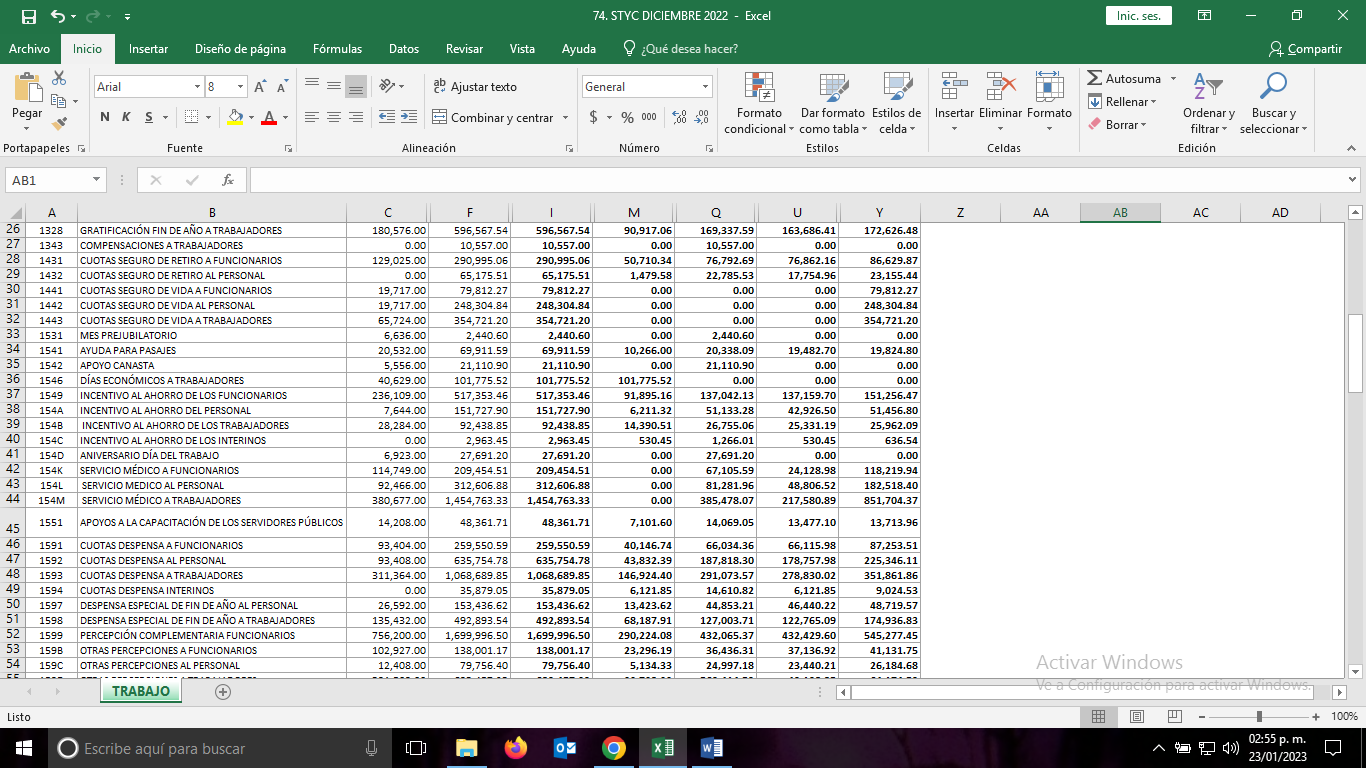 74. STYC DICIEMBRE 2022 - Excel
Inic. ses.
Archivo Inicio Insertar Diseño de página Fórmulas Datos Revisar Vista Ayuda ¿Qué desea hacer? Compartir
Pegar
Arial 8
N K S
Ajustar texto
Combinar y centrar
General
$ % 000
Formato condicional
Dar formato como tabla
Estilos de celda
Insertar Eliminar Formato
Autosuma
Rellenar
Borrar
Ordenar y filtrar
Buscar y seleccionar
Portapapeles Fuente Alineación Número Estilos Celdas Edición
AB1 fx
A B C F I M Q U Y Z AA AB AC AD
26 1328 GRATIFICACIÓN FIN DE AÑO A TRABAJADORES 180,576.00 596,567.54 596,567.54 90,917.06 169,337.59 163,686.41 172,626.48
27 1343 COMPENSACIONES A TRABAJADORES 0.00 10,557.00 10,557.00 0.00 10,557.00 0.00 0.00
28 1431 CUOTAS SEGURO DE RETIRO A FUNCIONARIOS 129,025.00 290,995.06 290,995.06 50,710.34 76,792.69 76,862.16 86,629.87
29 1432 CUOTAS SEGURO DE RETIRO AL PERSONAL 0.00 65,175.51 65,175.51 1,479.58 22,785.53 17,754.96 23,155.44
30 1441 CUOTAS SEGURO DE VIDA A FUNCIONARIOS 19,717.00 79,812.27 79,812.27 0.00 0.00 0.00 79,812.27
31 1442 CUOTAS SEGURO DE VIDA AL PERSONAL 19,717.00 248,304.84 248,304.84 0.00 0.00 0.00 248,304.84
32 1443 CUOTAS SEGURO DE VIDA A TRABAJADORES 65,724.00 354,721.20 354,721.20 0.00 0.00 0.00 354,721.20
33 1531 MES PREJUBILATORIO 6,636.00 2,440.60 2,440.60 0.00 2,440.60 0.00 0.00
34 1541 AYUDA PARA PASAJES 20,532.00 69,911.59 69,911.59 10,266.00 20,338.09 19,482.70 19,824.80
35 1542 APOYO CANASTA 5,556.00 21,110.90 21,110.90 0.00 21,110.90 0.00 0.00
36 1546 DÍAS ECONÓMICOS A TRABAJADORES 40,629.00 101,775.52 101,775.52 101,775.52 0.00 0.00 0.00
37 1549 INCENTIVO AL AHORRO DE LOS FUNCIONARIOS 236,109.00 517,353.46 517,353.46 91,895.16 137,042.13 137,159.70 151,256.47
38 154A INCENTIVO AL AHORRO DEL PERSONAL 7,644.00 151,727.90 151,727.90 6,211.32 51,133.28 42,926.50 51,456.80
39 154B INCENTIVO AL AHORRO DE LOS TRABAJADORES 28,284.00 92,438.85 92,438.85 14,390.51 26,755.06 25,331.19 25,962.09
40 154C INCENTIVO AL AHORRO DE LOS INTERINOS 0.00 2,963.45 2,963.45 530.45 1,266.01 530.45 636.54
41 154D ANIVERSARIO DÍA DEL TRABAJO 6,923.00 27,691.20 27,691.20 0.00 27,691.20 0.00 0.00
42 154K SERVICIO MÉDICO A FUNCIONARIOS 114,749.00 209,454.51 209,454.51 0.00 67,105.59 24,128.98 118,219.94
43 154L SERVICIO MEDICO AL PERSONAL 92,466.00 312,606.88 312,606.88 0.00 81,281.96 48,806.52 182,518.40
44 154M SERVICIO MÉDICO A TRABAJADORES 380,677.00 1,454,763.33 1,454,763.33 0.00 385,478.07 217,580.89 851,704.37
45 1551 APOYOS A LA CAPACITACIÓN DE LOS SERVIDORES PÚBLICOS 14,208.00 48,361.71 48,361.71 7,101.60 14,069.05 13,477.10 13,713.96
46 1591 CUOTAS DESPENSA A FUNCIONARIOS 93,404.00 259,550.59 259,550.59 40,146.74 66,034.36 66,115.98 87,253.51
47 1592 CUOTAS DESPENSA AL PERSONAL 93,408.00 635,754.78 635,754.78 43,832.39 187,818.30 178,757.98 225,346.11
48 1593 CUOTAS DESPENSA A TRABAJADORES 311,364.00 1,068,689.85 1,068,689.85 146,924.40 291,073.57 278,830.02 351,861.86
49 1594 CUOTAS DESPENSA INTERINOS 0.00 35,879.05 35,879.05 6,121.85 14,610.82 6,121.85 9,024.53
50 1597 DESPENSA ESPECIAL DE FIN DE AÑO AL PERSONAL 26,592.00 153,436.62 153,436.62 13,423.62 44,853.21 46,440.22 48,719.57
51 1598 DESPENSA ESPECIAL DE FIN DE AÑO A TRABAJADORES 135,432.00 492,893.54 492,893.54 68,187.91 127,003.71 122,765.09 174,936.83
52 1599 PERCEPCIÓN COMPLEMENTARIA FUNCIONARIOS 756,200.00 1,699,996.50 1,699,996.50 290,224.08 432,065.37 432,429.60 545,277.45
53 159B OTRAS PERCEPCIONES A FUNCIONARIOS 102,927.00 138,001.17 138,001.17 23,296.19 36,436.31 37,136.92 41,131.75
54 159C OTRAS PERCEPCIONES AL PERSONAL 12,408.00 79,756.40 79,756.40 5,134.33 24,997.18 23,440.21 26,184.68
Activar Windows
Ve a Configuración para activar Windows.
TRABAJO
Listo 100%
Escribe aquí para buscar
02:55 p. m.
23/01/2023